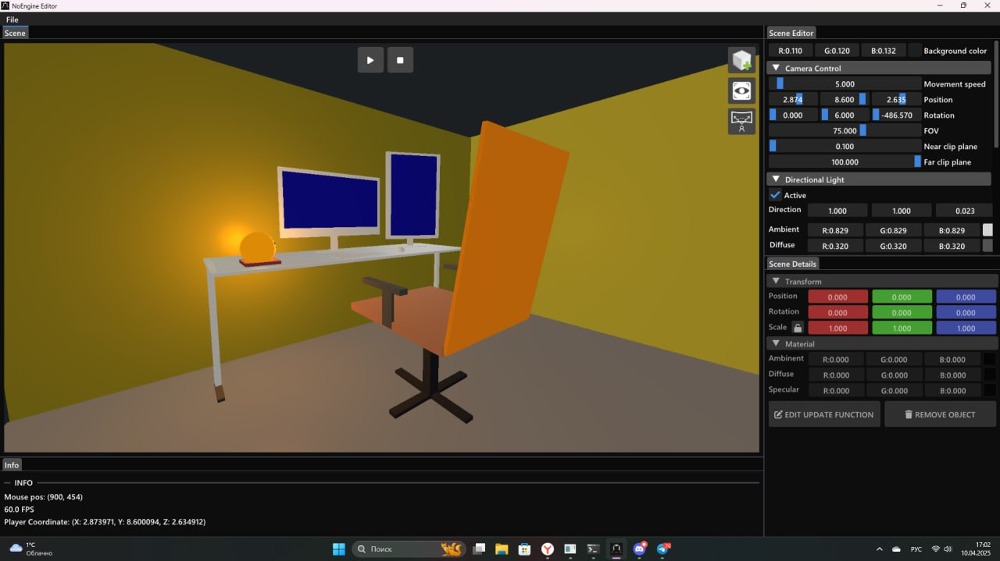 NoEngine Editor
File
Scene
Scene Editor
R:0.110 G:0.120 B:0.132 Background color
Camera Control
5.000 Movement speed
2.874 8.600 2.635 Position
0.000 6.000 -486.570 Rotation
75.000 FOV
0.100 Near clip plane
100.000 Far clip plane
Directional Light
Active
Direction 1.000 1.000 0.023
Ambient R:0.829 G:0.829 B:0.829
Diffuse R:0.320 G:0.320 B:0.320
Scene Details
Transform
Position 0.000 0.000 0.000
Rotation 0.000 0.000 0.000
Scale 1.000 1.000 1.000
Material
Ambinent R:0.000 G:0.000 B:0.000
Diffuse R:0.000 G:0.000 B:0.000
Specular R:0.000 G:0.000 B:0.000
EDIT UPDATE FUNCTION REMOVE OBJECT
Info
INFO
Mouse pos: (900, 454)
60.0 FPS
Player Coordinate: (X: 2.873971, Y: 8.600094, Z: 2.634912)
1°C
Облачно
Поиск
РУС
17:02
10.04.2025